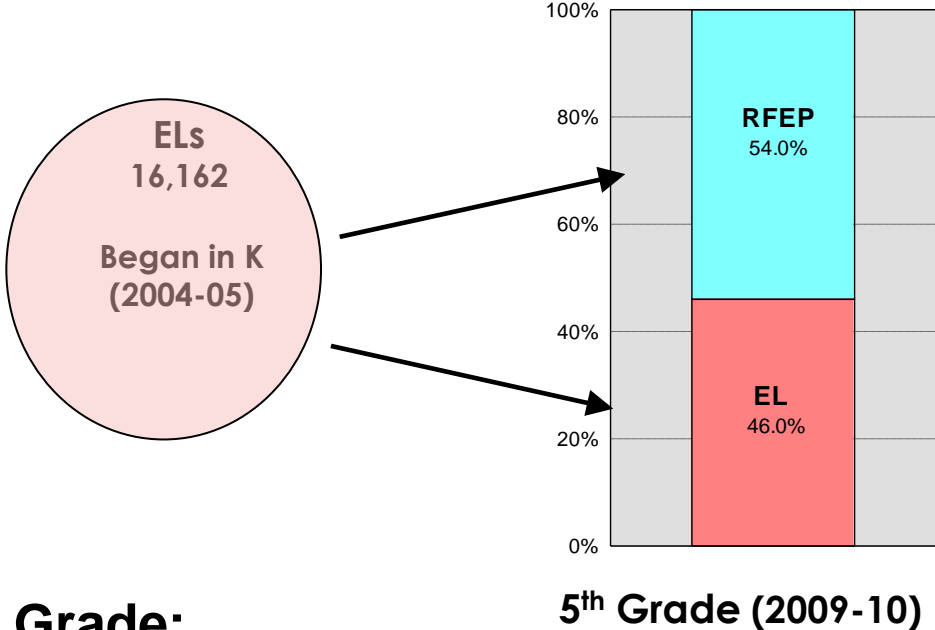 ELs
16,162
Began in K
(2004-05)
100%
80%
60%
40%
20%
0%
RFEP
54.0%
EL
46.0%
5th Grade (2009-10)
Grade: